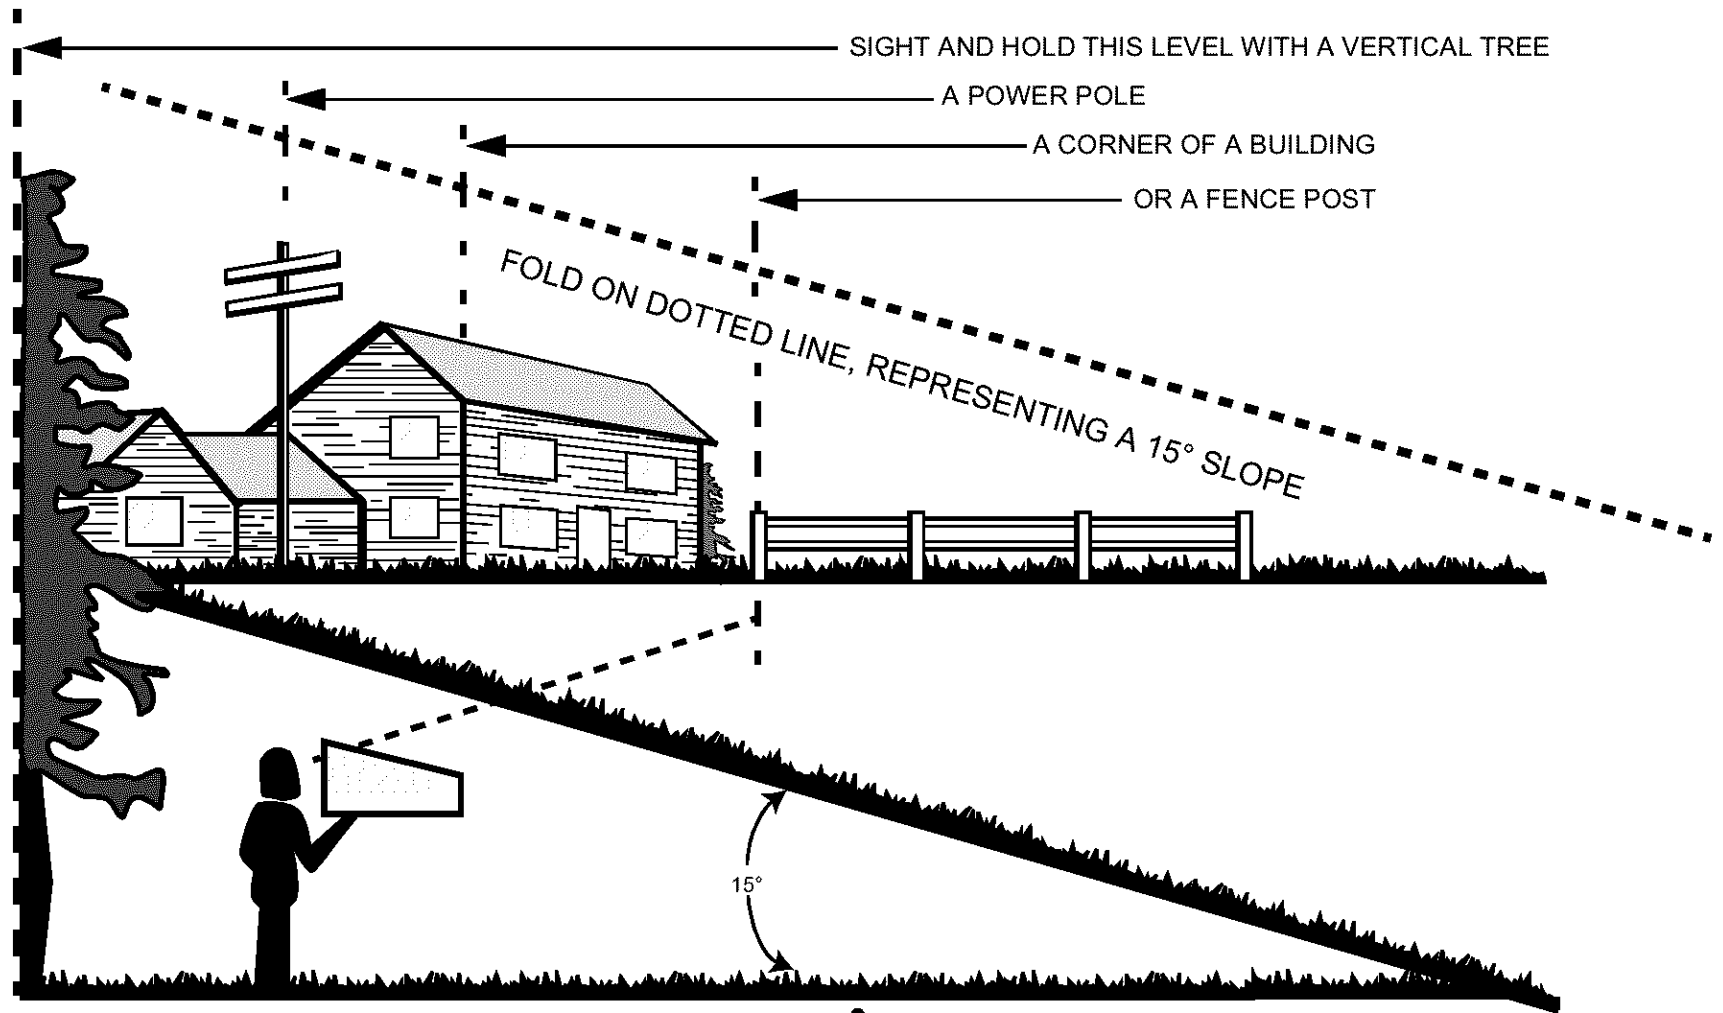 SIGHT AND HOLD THIS LEVEL WITH A VERTICAL TREE
A POWER POLE
A CORNER OF A BUILDING
OR A FENCE POST
FOLD ON DOTTED LINE, REPRESENTING A 15° SLOPE
15°